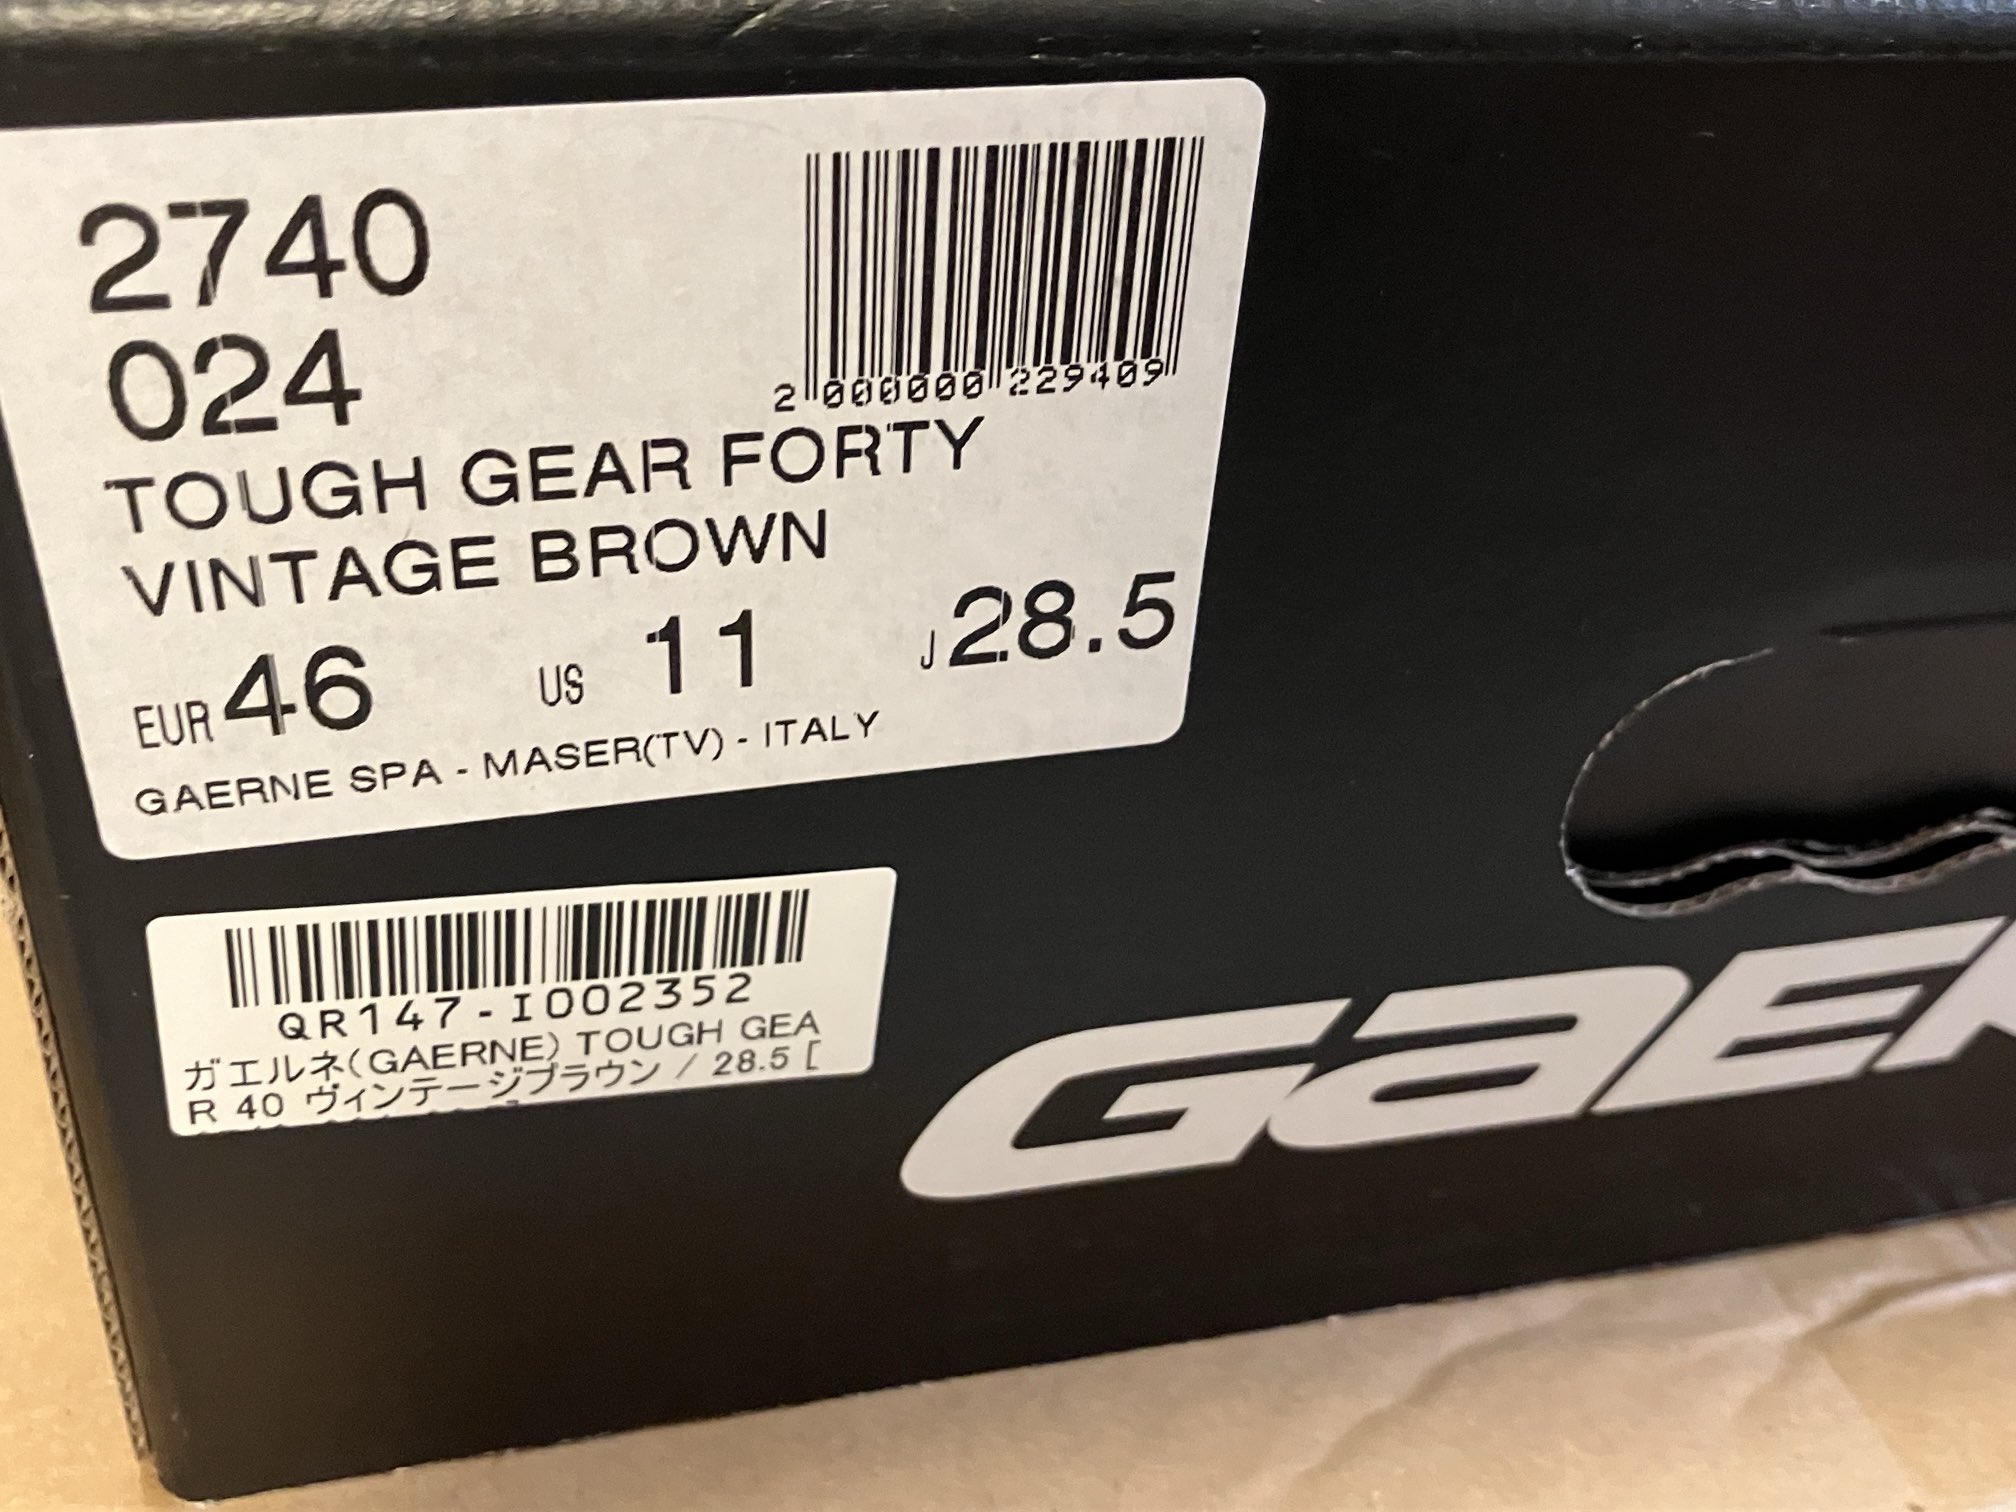 2740
024
2 000000 229409
TOUGH GEAR FORTY
VINTAGE BROWN
EUR 46 US 11 J 28.5
GAERNE SPA - MASER(TV) - ITALY
QR147-I002352
ガエルネ(GAERNE) TOUGH GEA
R 40 ヴィンテージブラウン / 28.5 [